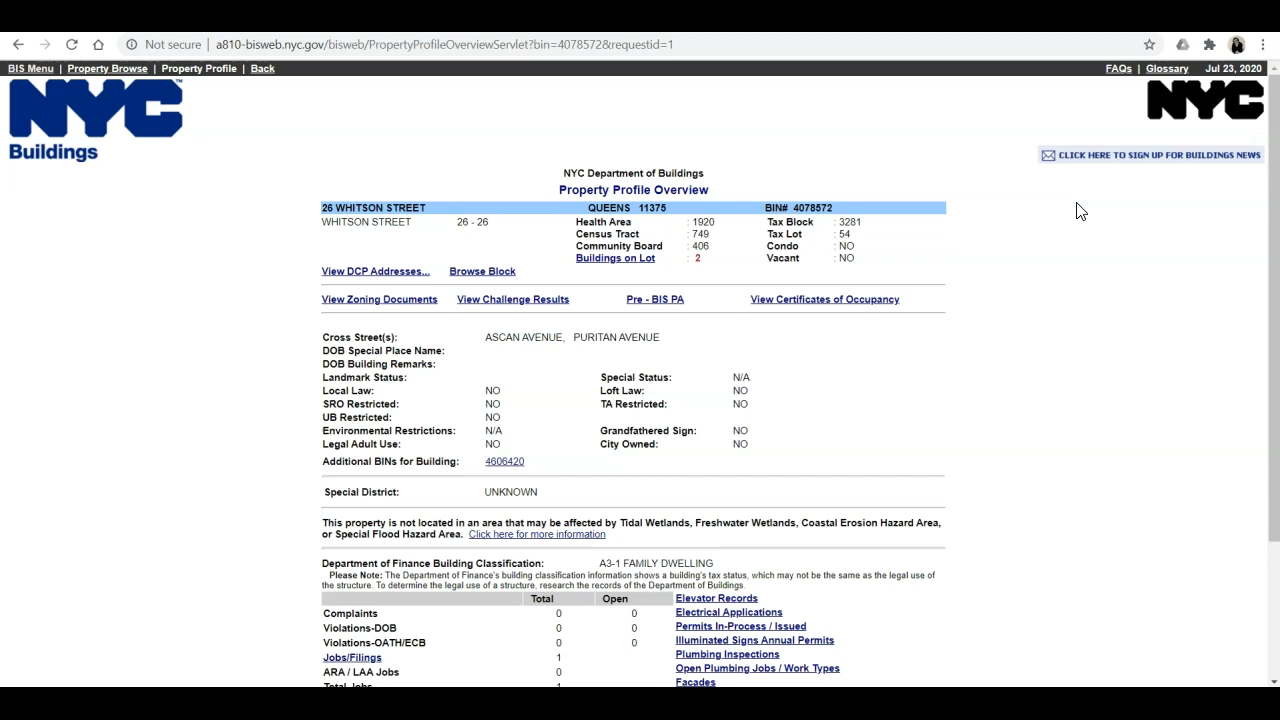 Not secure | a810-bisweb.nyc.gov/bisweb/PropertyProfileOverviewServlet?bin=4078572&requestid=1
BIS Menu | Property Browse | Property Profile | Back FAQs | Glossary Jul 23, 2020
NYC™ NYC
Buildings
CLICK HERE TO SIGN UP FOR BUILDINGS NEWS
NYC Department of Buildings
Property Profile Overview
26 WHITSON STREET QUEENS 11375 BIN# 4078572
WHITSON STREET 26 - 26 Health Area : 1920 Tax Block : 3281
Census Tract : 749 Tax Lot : 54
Community Board : 406 Condo : NO
Buildings on Lot : 2 Vacant : NO
View DCP Addresses... Browse Block
View Zoning Documents View Challenge Results Pre - BIS PA View Certificates of Occupancy
Cross Street(s): ASCAN AVENUE, PURITAN AVENUE
DOB Special Place Name:
DOB Building Remarks:
Landmark Status: Special Status: N/A
Local Law: NO Loft Law: NO
SRO Restricted: NO TA Restricted: NO
UB Restricted: NO
Environmental Restrictions: N/A Grandfathered Sign: NO
Legal Adult Use: NO City Owned: NO
Additional BINs for Building: 4606420
Special District: UNKNOWN
This property is not located in an area that may be affected by Tidal Wetlands, Freshwater Wetlands, Coastal Erosion Hazard Area,
or Special Flood Hazard Area. Click here for more information
Department of Finance Building Classification: A3-1 FAMILY DWELLING
Please Note: The Department of Finance's building classification information shows a building's tax status, which may not be the same as the legal use of
the structure. To determine the legal use of a structure, research the records of the Department of Buildings.
Total Open Elevator Records
Complaints 0 0 Electrical Applications
Violations-DOB 0 0 Permits In-Process / Issued
Violations-OATH/ECB 0 0 Illuminated Signs Annual Permits
Jobs/Filings 1 Plumbing Inspections
ARA / LAA Jobs 0 Open Plumbing Jobs / Work Types
Total Jobs 1 Facades